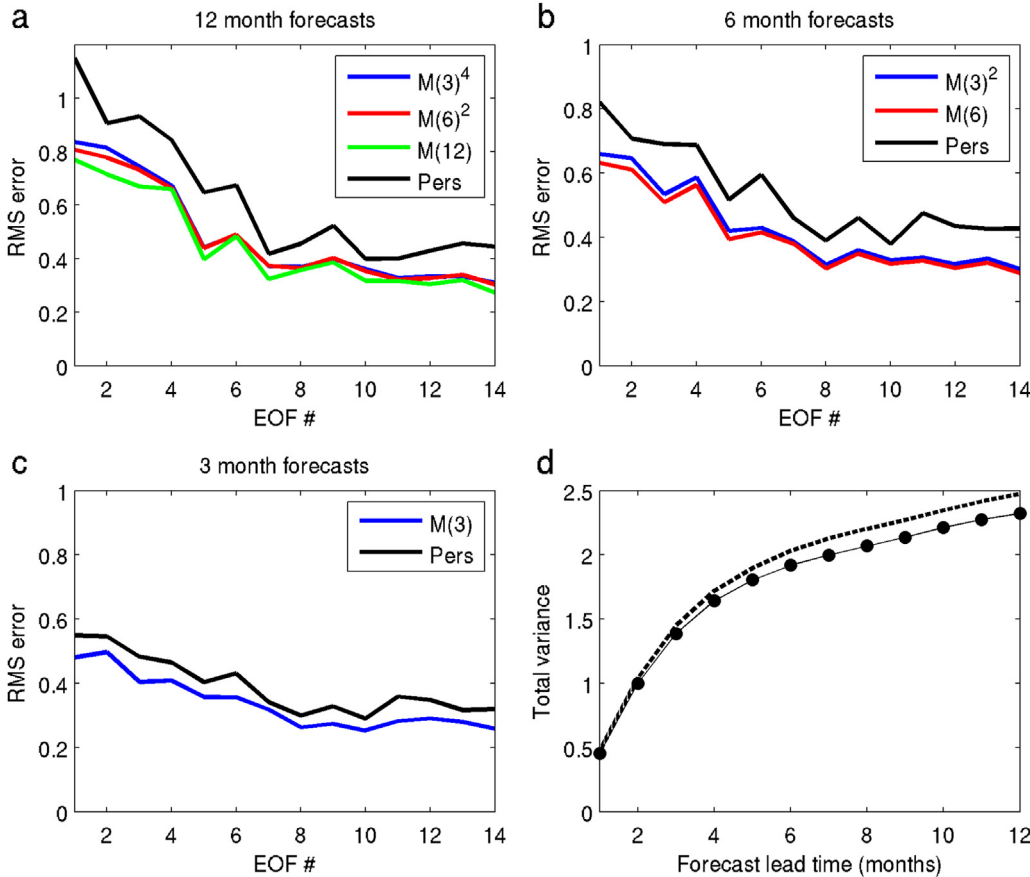 a
12 month forecasts
RMS error
1
0.8
0.6
0.4
0.2
0
M(3)^4
M(6)^2
M(12)
Pers
2 4 6 8 10 12 14
EOF #
b
6 month forecasts
RMS error
1
0.8
0.6
0.4
0.2
0
M(3)^2
M(6)
Pers
2 4 6 8 10 12 14
EOF #
c
3 month forecasts
RMS error
1
0.8
0.6
0.4
0.2
0
M(3)
Pers
2 4 6 8 10 12 14
EOF #
d
Total variance
2.5
2
1.5
1
0.5
0
2 4 6 8 10 12
Forecast lead time (months)